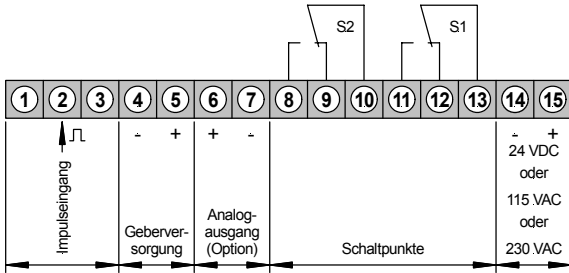 S2 S1
1 2 3 4 5 6 7 8 9 10 11 12 13 14 15
- + + - - +
Impulseingang
Geberver-
sorgung
Analog-
ausgang
(Option)
Schaltpunkte
24 VDC
oder
115 VAC
oder
230 VAC